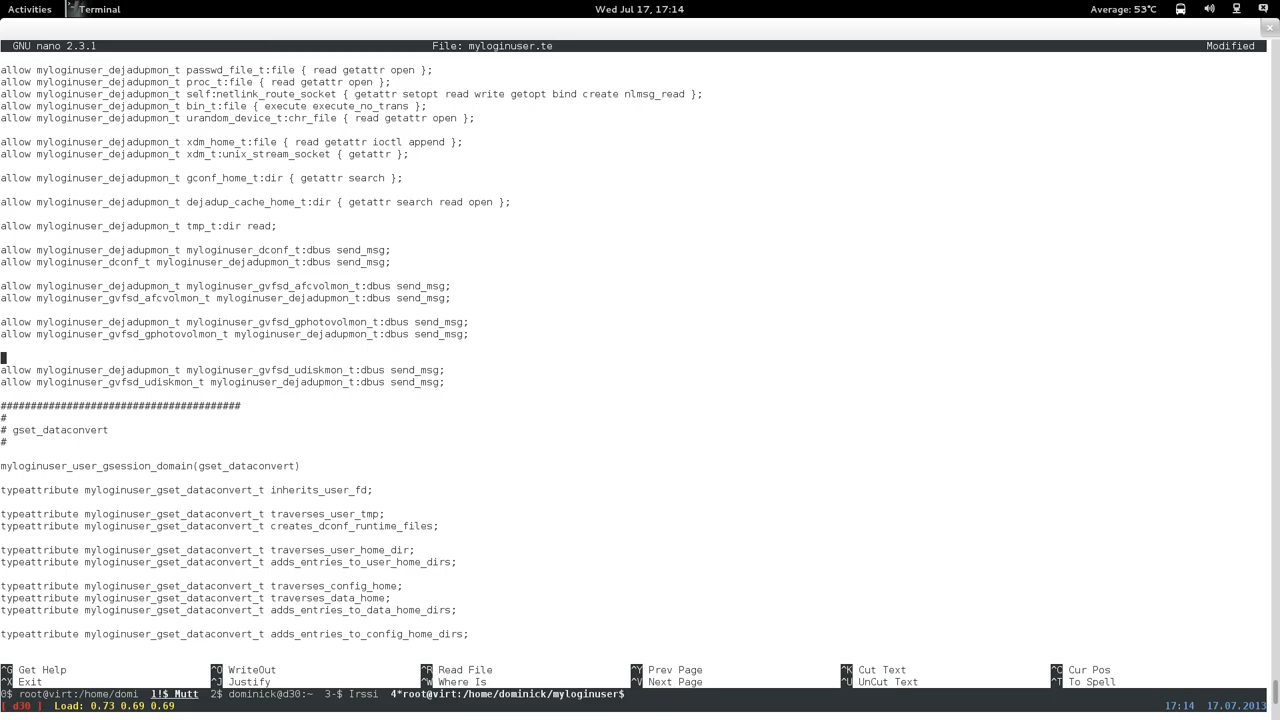 Activities Terminal Wed Jul 17, 17:14 Average: 53°C
GNU nano 2.3.1 File: myloginuser.te Modified
allow myloginuser_dejadupmon_t passwd_file_t:file { read getattr open };
allow myloginuser_dejadupmon_t proc_t:file { read getattr open };
allow myloginuser_dejadupmon_t self:netlink_route_socket { getattr setopt read write getopt bind create nlmsg_read };
allow myloginuser_dejadupmon_t bin_t:file { execute execute_no_trans };
allow myloginuser_dejadupmon_t urandom_device_t:chr_file { read getattr open };
allow myloginuser_dejadupmon_t xdm_home_t:file { read getattr ioctl append };
allow myloginuser_dejadupmon_t xdm_t:unix_stream_socket { getattr };
allow myloginuser_dejadupmon_t gconf_home_t:dir { getattr search };
allow myloginuser_dejadupmon_t dejadup_cache_home_t:dir { getattr search read open };
allow myloginuser_dejadupmon_t tmp_t:dir read;
allow myloginuser_dejadupmon_t myloginuser_dconf_t:dbus send_msg;
allow myloginuser_dconf_t myloginuser_dejadupmon_t:dbus send_msg;
allow myloginuser_dejadupmon_t myloginuser_gvfsd_afcvolmon_t:dbus send_msg;
allow myloginuser_gvfsd_afcvolmon_t myloginuser_dejadupmon_t:dbus send_msg;
allow myloginuser_dejadupmon_t myloginuser_gvfsd_gphotovolmon_t:dbus send_msg;
allow myloginuser_gvfsd_gphotovolmon_t myloginuser_dejadupmon_t:dbus send_msg;
allow myloginuser_dejadupmon_t myloginuser_gvfsd_udiskmon_t:dbus send_msg;
allow myloginuser_gvfsd_udiskmon_t myloginuser_dejadupmon_t:dbus send_msg;
########################################
#
# gset_dataconvert
#
myloginuser_user_gsession_domain(gset_dataconvert)
typeattribute myloginuser_gset_dataconvert_t inherits_user_fd;
typeattribute myloginuser_gset_dataconvert_t traverses_user_tmp;
typeattribute myloginuser_gset_dataconvert_t creates_dconf_runtime_files;
typeattribute myloginuser_gset_dataconvert_t traverses_user_home_dir;
typeattribute myloginuser_gset_dataconvert_t adds_entries_to_user_home_dirs;
typeattribute myloginuser_gset_dataconvert_t traverses_config_home;
typeattribute myloginuser_gset_dataconvert_t traverses_data_home;
typeattribute myloginuser_gset_dataconvert_t adds_entries_to_data_home_dirs;
typeattribute myloginuser_gset_dataconvert_t adds_entries_to_config_home_dirs;
^G Get Help ^O WriteOut ^R Read File ^Y Prev Page ^K Cut Text ^C Cur Pos
^X Exit ^J Justify ^W Where Is ^V Next Page ^U UnCut Text ^T To Spell
0$ root@virt:/home/domi 1!$ Mutt 2$ dominick@d30:~ 3-$ Irssi 4*root@virt:/home/dominick/myloginuser$
[ d30 ] Load: 0.73 0.69 0.69 17:14 17.07.2013